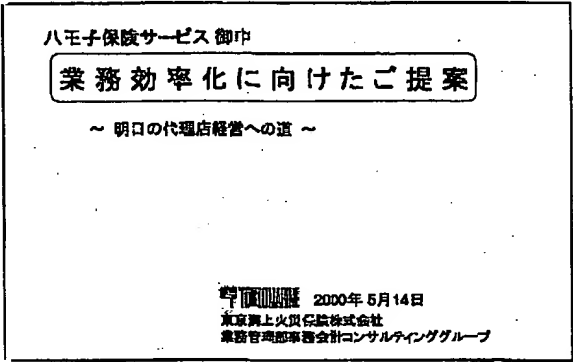 八王子保険サービス 御中
業務効率化に向けたご提案
～ 明日の代理店経営への道 ～
2000年 5月14日
東京海上火災保険株式会社
業務管理部事務会計コンサルティンググループ